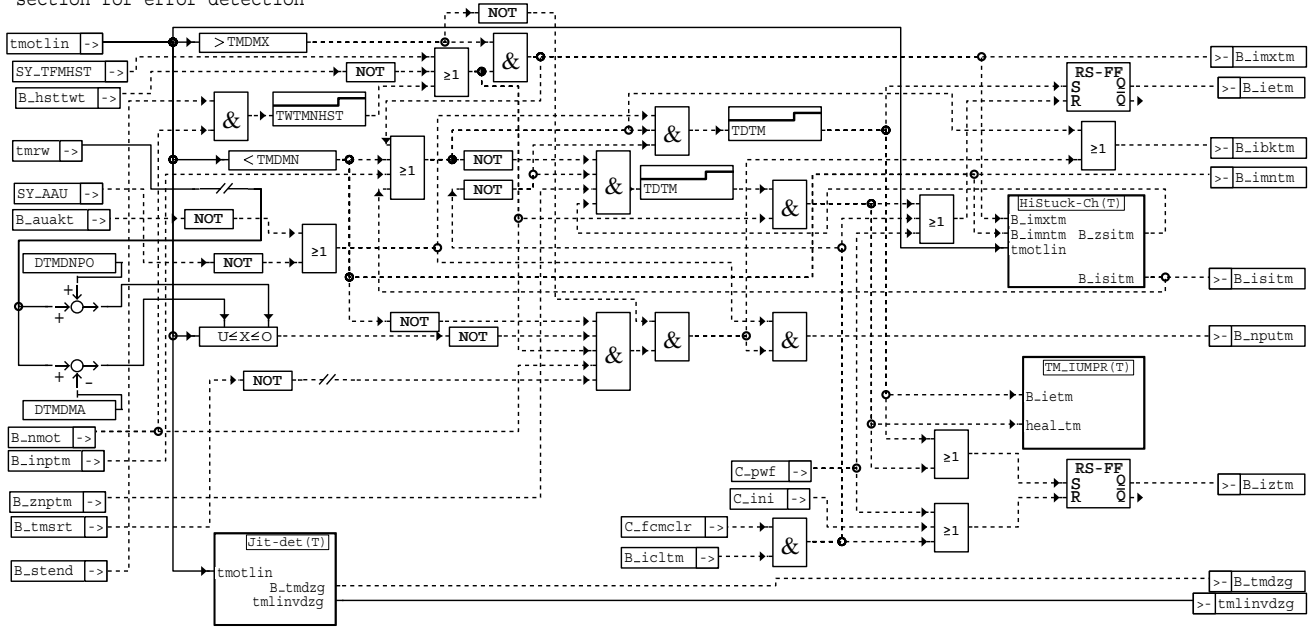 section for error detection
NOT
tmotlin ->
>TMDMX
&
≥1
SY_TFMHST ->
NOT
B_hsttwt ->
&
TWTMNHST
tmrw ->
<TMDMN
≥1
NOT
NOT
&
TDTM
&
TDTM
&
≥1
RS-FF
S Q
R Q
≥1
>- B_imxtm
>- B_ietm
>- B_ibktm
>- B_imntm
SY_AAU ->
B_auakt ->
NOT
NOT
≥1
HiStuck-Ch(T)
B_imxtm
B_imntm B_zsitm
tmotlin
B_isitm
>- B_isitm
DTMDNPO
+
+
U≤X≤O
NOT
NOT
&
&
&
>- B_nputm
+
-
NOT
DTMDMA
TM_IUMPR(T)
B_ietm
heal_tm
B_nmot ->
B_inptm ->
≥1
C_pwf ->
RS-FF
S Q
R Q
>- B_iztm
B_znptm ->
C_ini ->
B_tmsrt ->
C_fcmclr ->
&
≥1
B_icltm ->
Jit-det(T)
tmotlin
B_tmdzg
tmlinvdzg
B_stend ->
>- B_tmdzg
>- tmlinvdzg